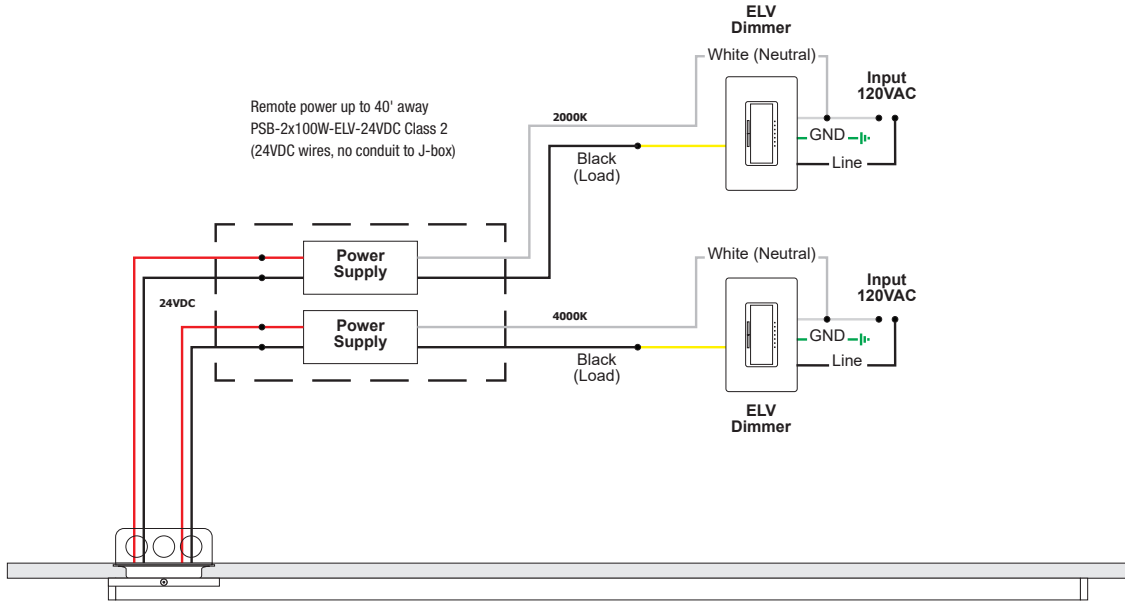 ELV
Dimmer
White (Neutral)
Input
120VAC
Remote power up to 40' away
PSB-2x100W-ELV-24VDC Class 2
(24VDC wires, no conduit to J-box)
2000K
GND
Black
(Load)
Line
Power
Supply
White (Neutral)
Input
120VAC
24VDC
Power
Supply
4000K
GND
Black
(Load)
Line
ELV
Dimmer